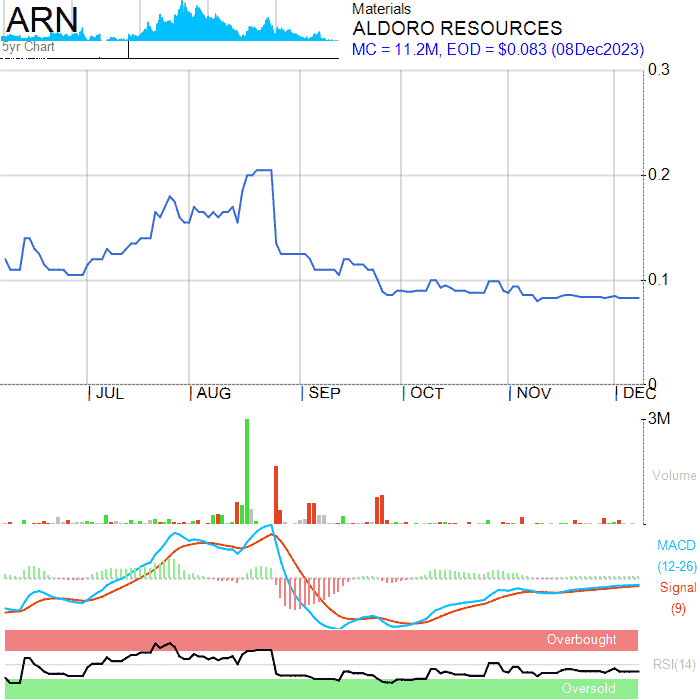 ARN
5yr Chart
Materials
ALDORO RESOURCES
MC = 11.2M, EOD = $0.083 (08Dec2023)
0.3
0.2
0.1
0
JUL AUG SEP OCT NOV DEC
3M
Volume
MACD
(12-26)
Signal
(9)
Overbought
RSI(14)
Oversold